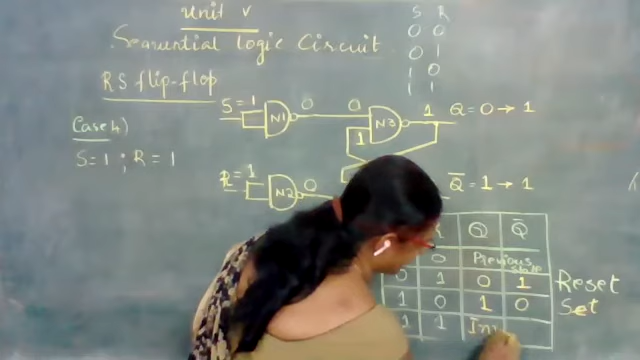 Unit V
Sequential logic Circuit.
RS flip-flop
S R
0 0
0 1
1 0
1 1
Case 4)
S=1 ; R=1
S=1 N1 0 0 N3 1 Q=0→1
1
R=1 N2 0 Q̅=1→1
R Q Q̅
0 Previous state
0 1 0 1 Reset
1 0 1 0 Set
1 1 In